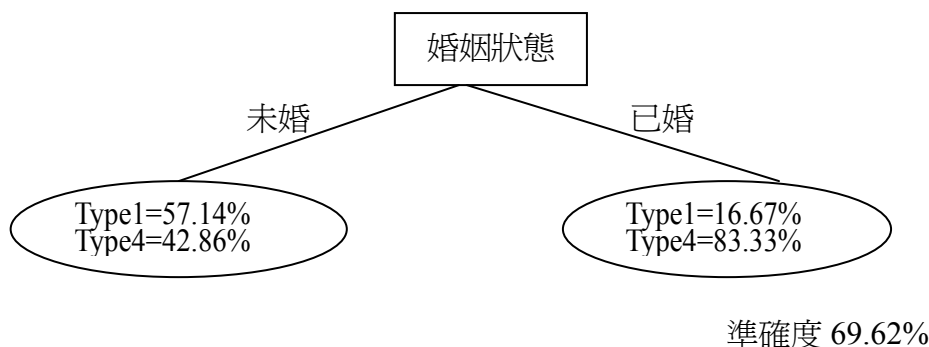 婚姻狀態
未婚
已婚
Type1=57.14%
Type4=42.86%
Type1=16.67%
Type4=83.33%
準確度 69.62%